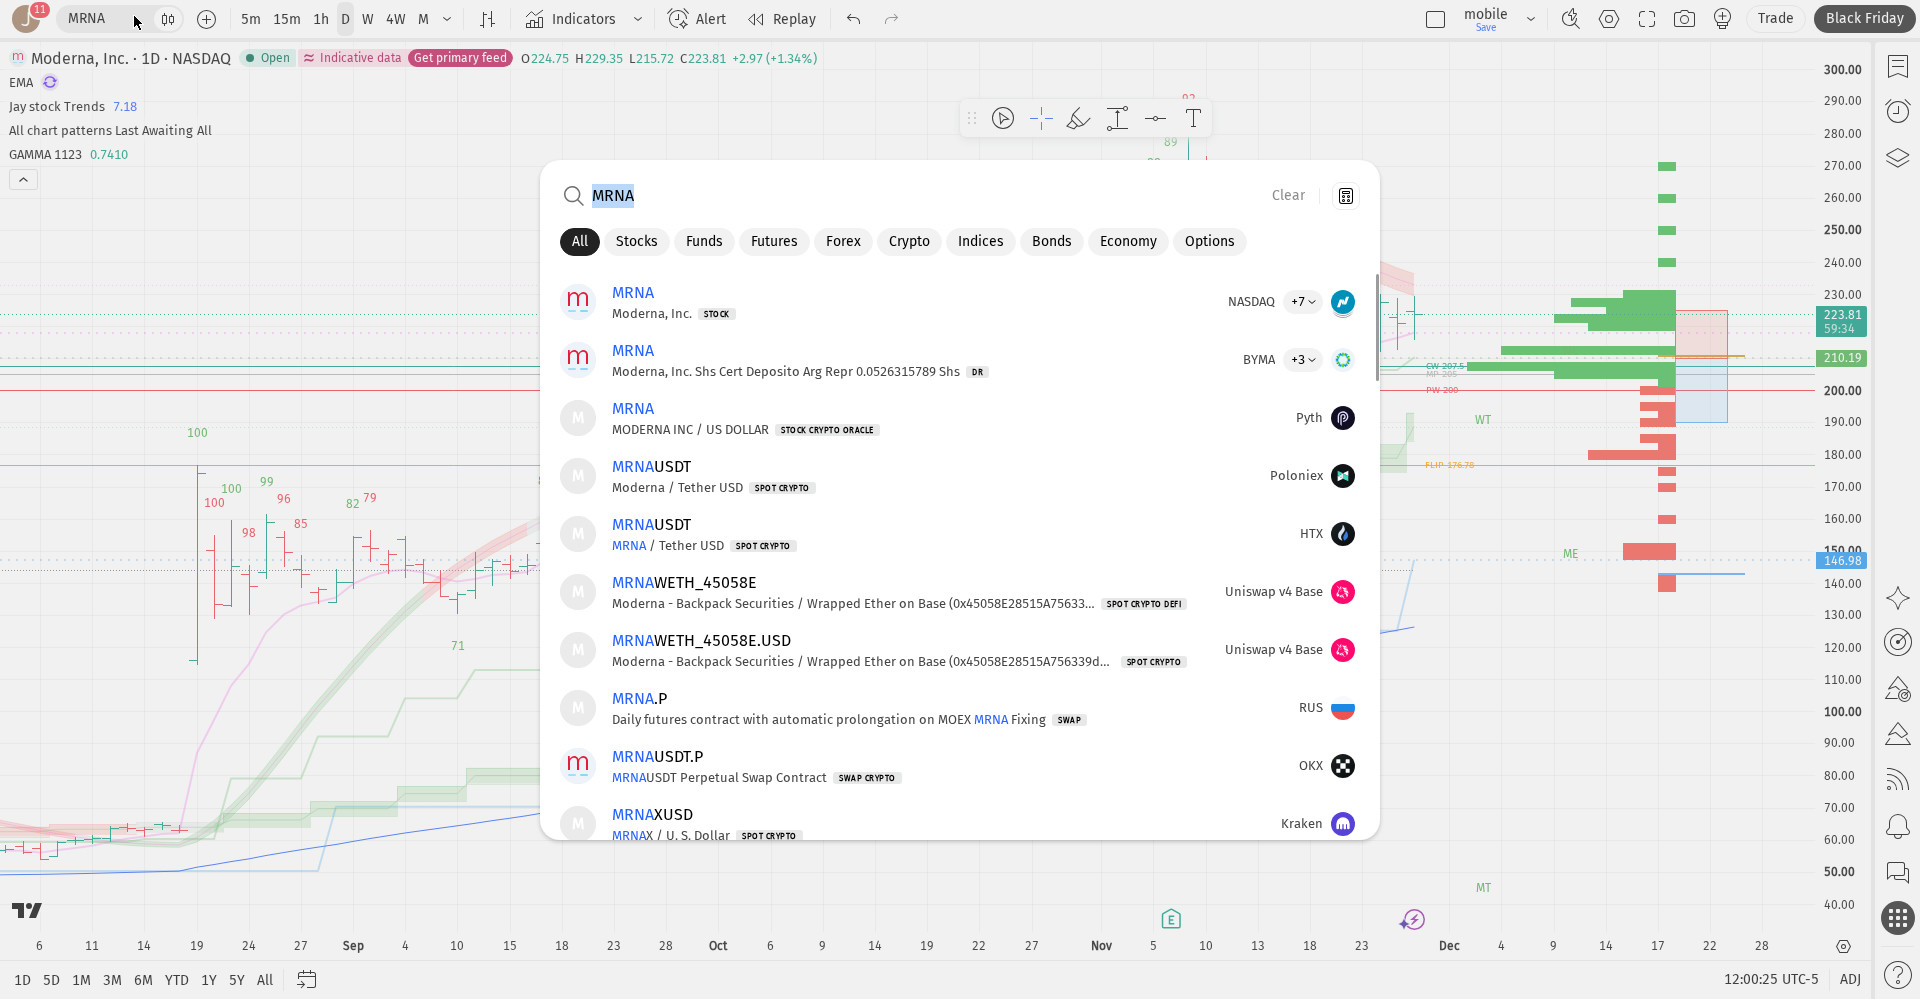 11
MRNA
5m 15m 1h D W 4W M
Indicators
Alert
Replay
mobile
Save
Trade
Black Friday
Moderna, Inc. · 1D · NASDAQ
Open
Indicative data
Get primary feed
O224.75 H229.35 L215.72 C223.81 +2.97 (+1.34%)
EMA
Jay stock Trends 7.18
All chart patterns Last Awaiting All
GAMMA 1123 0.7410
MRNA
Clear
All Stocks Funds Futures Forex Crypto Indices Bonds Economy Options
MRNA
Moderna, Inc. STOCK
NASDAQ +7
MRNA
Moderna, Inc. Shs Cert Deposito Arg Repr 0.0526315789 Shs DR
BYMA +3
MRNA
MODERNA INC / US DOLLAR STOCK CRYPTO ORACLE
Pyth
MRNAUSDT
Moderna / Tether USD SPOT CRYPTO
Poloniex
MRNAUSDT
MRNA / Tether USD SPOT CRYPTO
HTX
MRNAWETH_45058E
Moderna - Backpack Securities / Wrapped Ether on Base (0x45058E28515A75633... SPOT CRYPTO DEFI
Uniswap v4 Base
MRNAWETH_45058E.USD
Moderna - Backpack Securities / Wrapped Ether on Base (0x45058E28515A756339d... SPOT CRYPTO
Uniswap v4 Base
MRNA.P
Daily futures contract with automatic prolongation on MOEX MRNA Fixing SWAP
RUS
MRNAUSDT.P
MRNAUSDT Perpetual Swap Contract SWAP CRYPTO
OKX
MRNAXUSD
MRNAX / U. S. Dollar SPOT CRYPTO
Kraken
89
100
100
100
99
96
98
85
82
79
71
CW 207.5
PW 200
FLIP 176.78
WT
ME
MT
300.00
290.00
280.00
270.00
260.00
250.00
240.00
230.00
223.81
59:34
210.19
200.00
190.00
180.00
170.00
160.00
150.00
146.98
140.00
130.00
120.00
110.00
100.00
90.00
80.00
70.00
60.00
50.00
40.00
6 11 14 19 24 27 Sep 4 10 15 18 23 28 Oct 6 9 14 19 22 27 Nov 5 10 13 18 23 Dec 4 9 14 17 22 28
1D 5D 1M 3M 6M YTD 1Y 5Y All
12:00:25 UTC-5
ADJ